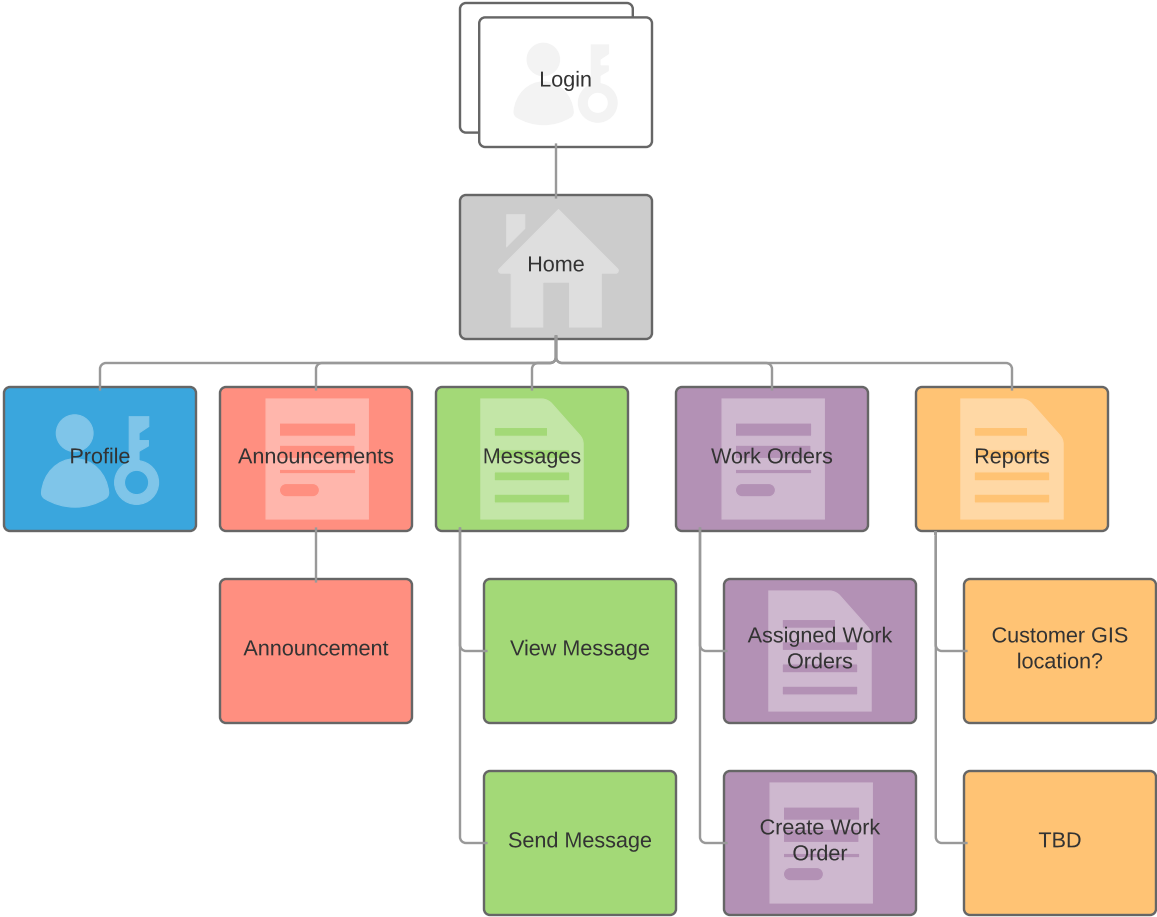 Login
Home
Profile
Announcements
Messages
Work Orders
Reports
Announcement
View Message
Assigned Work
Orders
Customer GIS
location?
Send Message
Create Work
Order
TBD